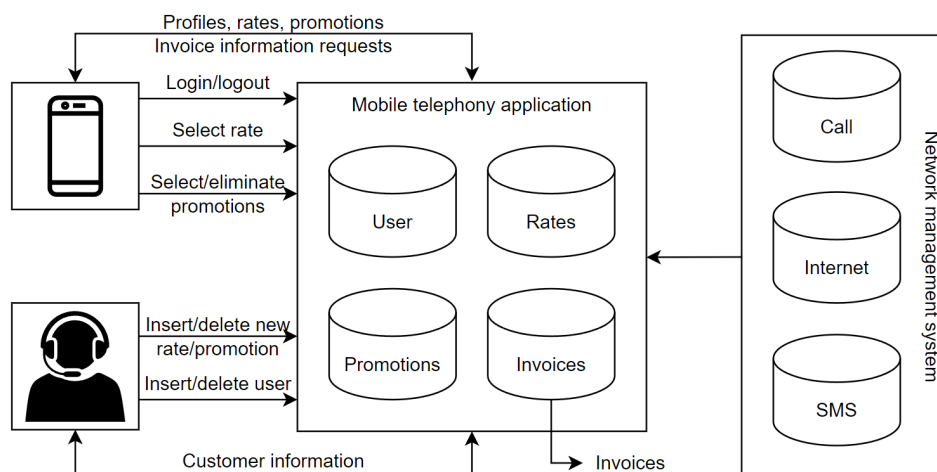 Profiles, rates, promotions
Invoice information requests
Login/logout
Select rate
Select/eliminate
promotions
Mobile telephony application
User
Rates
Promotions
Invoices
Insert/delete new
rate/promotion
Insert/delete user
Customer information
Invoices
Call
Internet
SMS
Network management system